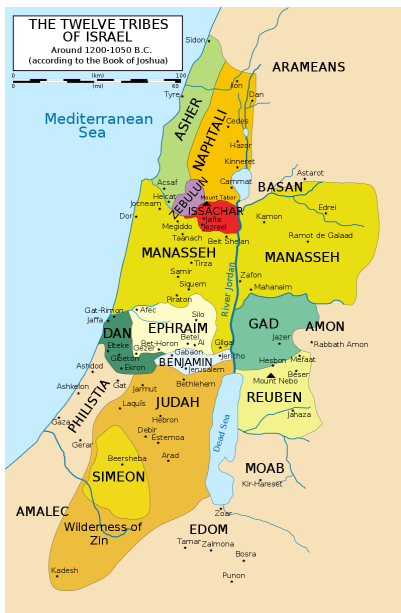 THE TWELVE TRIBES
OF ISRAEL
Around 1200-1050 B.C.
(according to the Book of Joshua)
0 (km) 100
0 (mi) 60
Sidon
ARAMEANS
Ijon
Dan
Tyre
Mediterranean
Sea
ASHER
NAPHTALI
Cedes
Hazor
Kinneret
Cammat
Acsaf
ZEBULUN
Mount Tabor
BASAN
Astarot
Helcat
Jocneam
ISSACHAR
Edrei
Dor
Jafia
Jezreel
Karnon
Megiddo
Taanach
Beit Shelan
Ramot de Galaad
MANASSEH
MANASSEH
Tirza
Samir
Siquem
Zafon
Mahanaim
Piraton
River Jordan
Gat-Rimon
Afec
Jaffa
Silo
DAN
EPHRAIM
GAD
AMON
Elteke
Bet-Horon
Betel
Ai
Gilgal
Jazer
Rabbath Amon
Gezer
Gabaon
Gbeton
BENJAMIN
Jericho
Hesbon
Mefaat
Ekron
Jerusalem
Beser
Ashdod
Mount Nebo
Bethlehem
Ashkelon
Gat
Jarmut
REUBEN
PHILISTIA
JUDAH
Laquís
Jahaza
Gaza
Hebron
Dead Sea
Debir
Estemoa
Gerar
Arad
Beersheba
MOAB
SIMEON
Kir-Hareset
AMALEC
Zoar
Wilderness of
Zin
EDOM
Tamar
Zalmona
Bosra
Kadesh
Punon